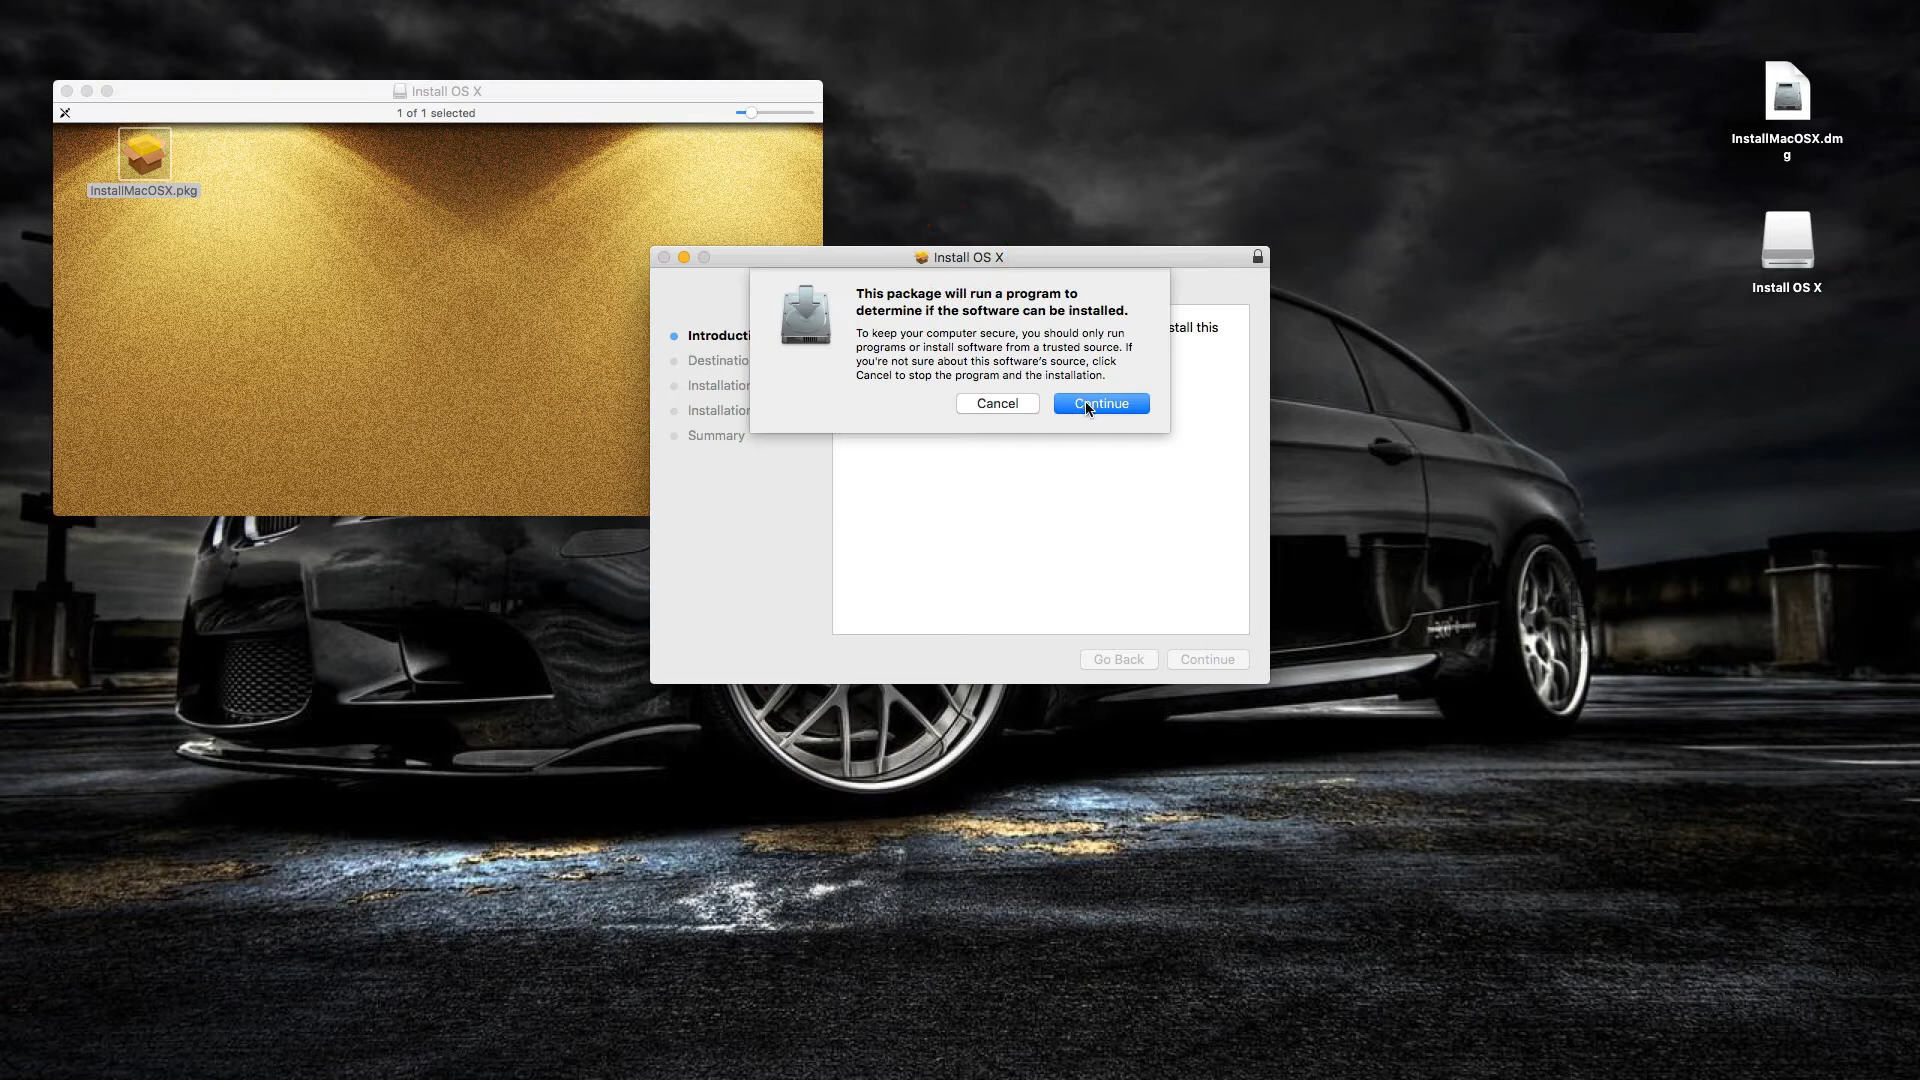 Install OS X
1 of 1 selected
InstallMacOSX.pkg
InstallMacOSX.dm
g
Install OS X
Install OS X
This package will run a program to
determine if the software can be installed.
To keep your computer secure, you should only run
programs or install software from a trusted source. If
you're not sure about this software's source, click
Cancel to stop the program and the installation.
Cancel
Continue
stall this
Introducti
Destinatio
Installation
Installation
Summary
Go Back
Continue